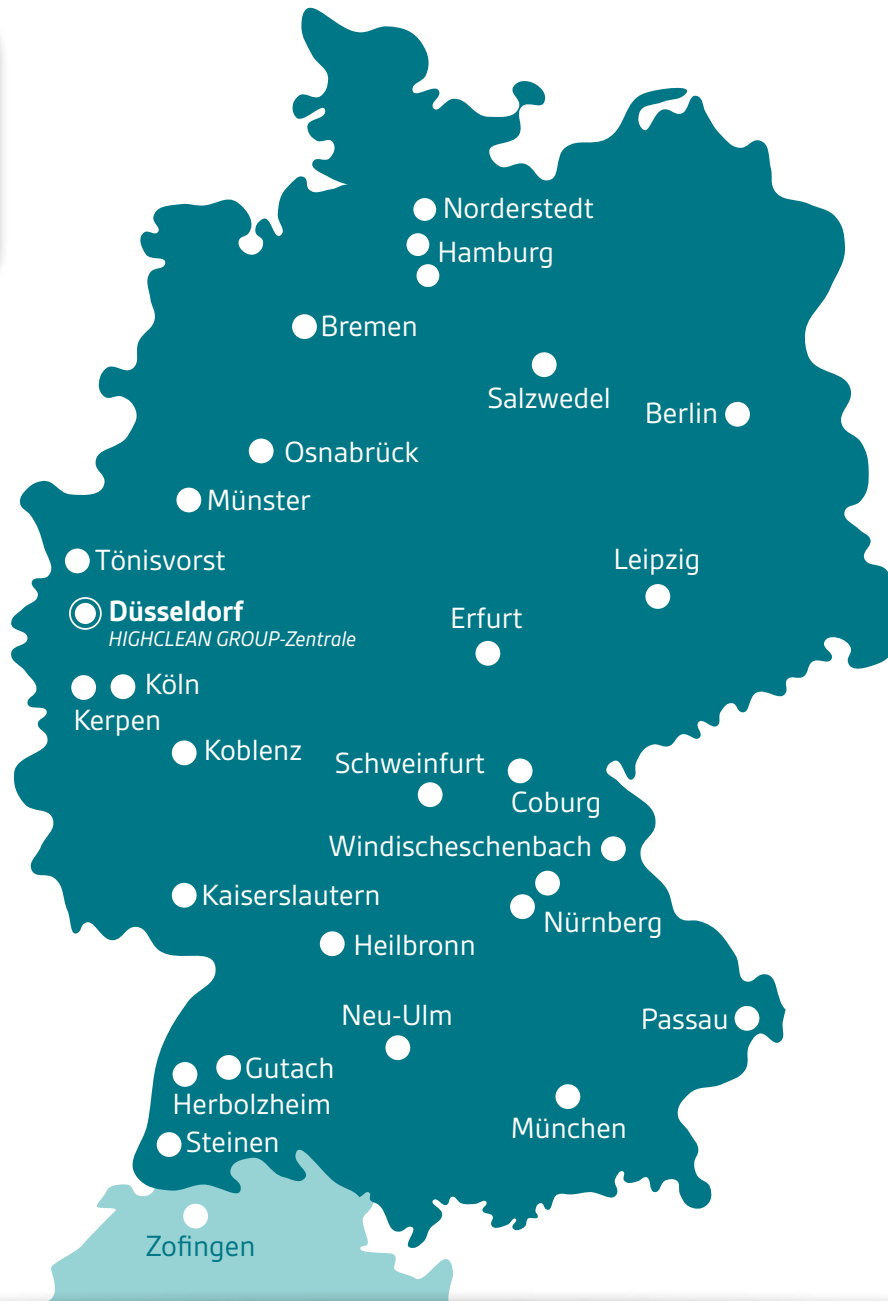 Norderstedt
Hamburg
Bremen
Salzwedel
Berlin
Osnabrück
Münster
Tönisvorst
Leipzig
Düsseldorf
HIGHCLEAN GROUP-Zentrale
Erfurt
Köln
Kerpen
Koblenz
Schweinfurt
Coburg
Windischeschenbach
Kaiserslautern
Nürnberg
Heilbronn
Neu-Ulm
Passau
Gutach
Herbolzheim
München
Steinen
Zofingen